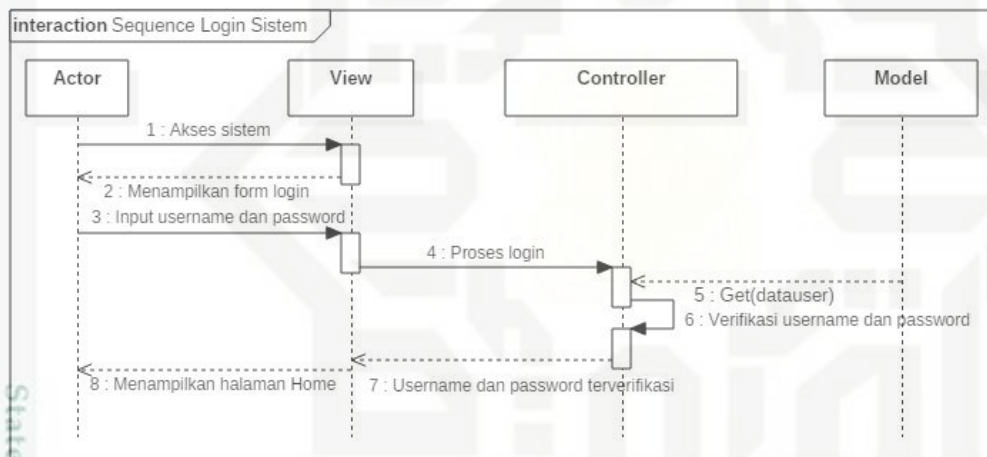 interaction Sequence Login Sistem
Actor
View
Controller
Model
1 : Akses sistem
2 : Menampilkan form login
3 : Input username dan password
4 : Proses login
5 : Get(datauser)
6 : Verifikasi username dan password
7 : Username dan password terverifikasi
8 : Menampilkan halaman Home
State